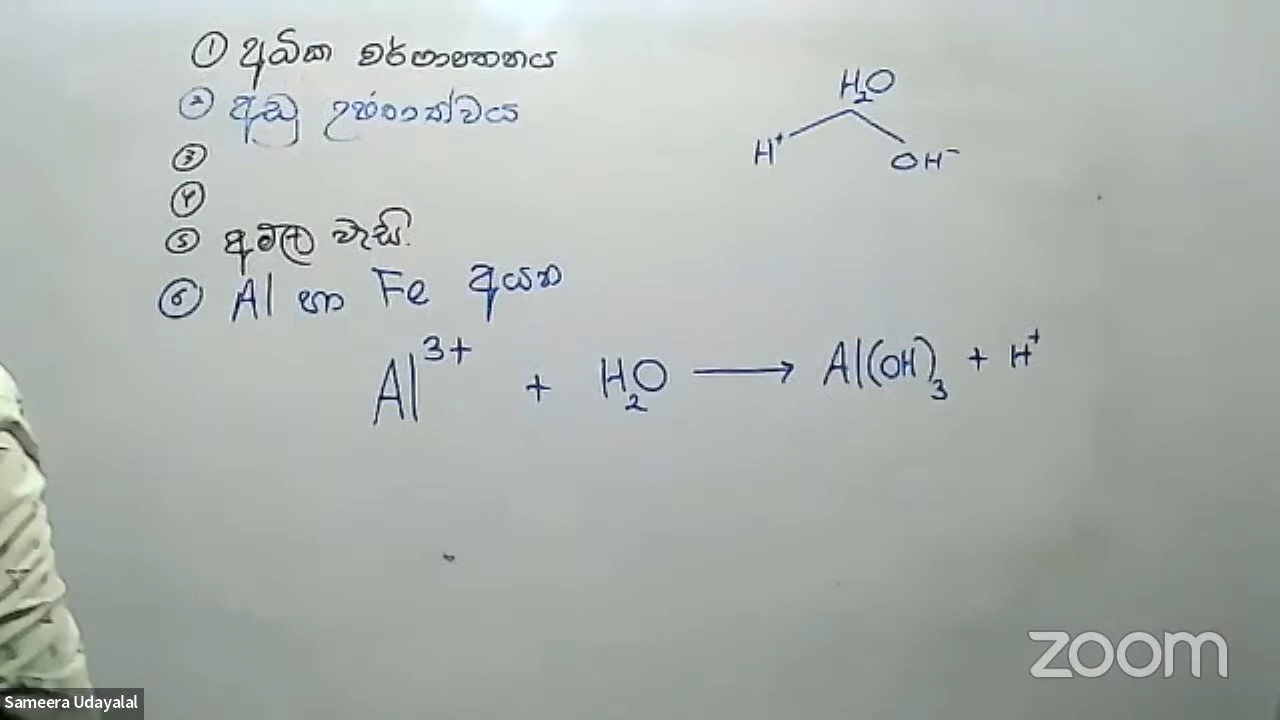 ① අධික වර්ෂාපතනය
② අඩු උෂ්ණත්වය
③
④
⑤ අම්ල වැසි.
⑥ Al හා Fe අයන
H₂O
H⁺ OH⁻
Al³⁺ + H₂O ⟶ Al(OH)₃ + H⁺
zoom
Sameera Udayalal